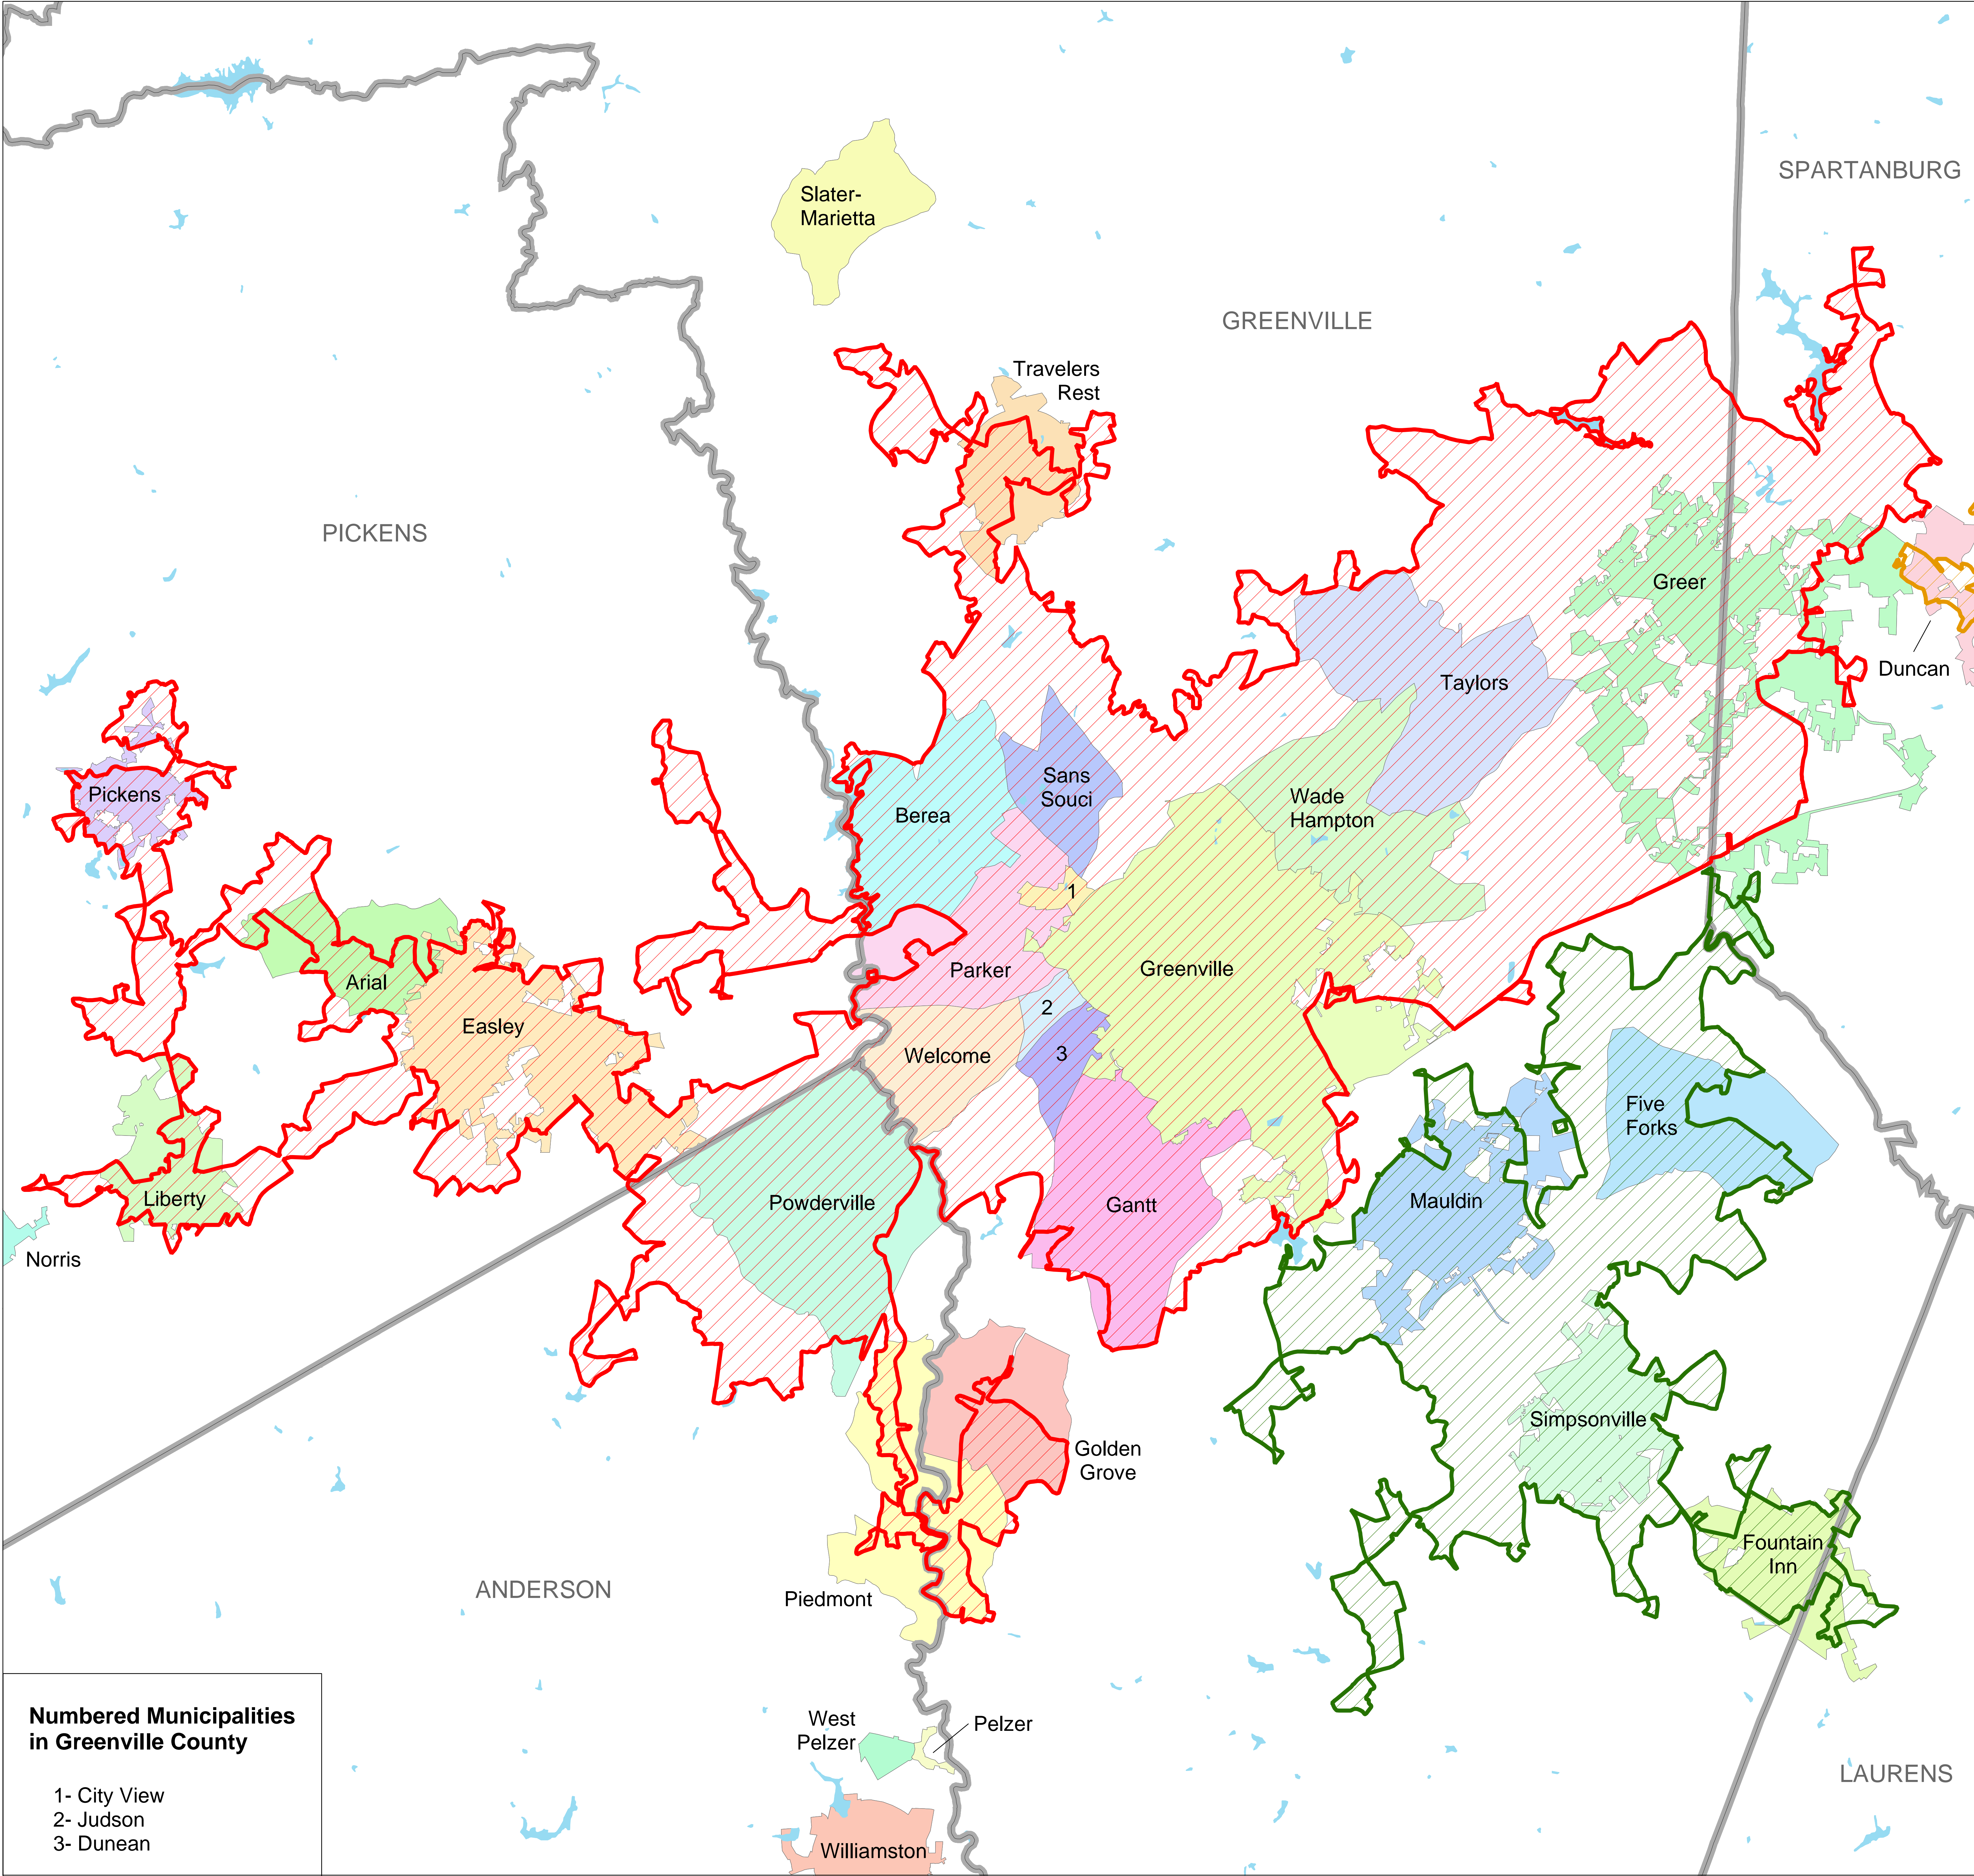 SPARTANBURG
Slater-
Marietta
GREENVILLE
Travelers
Rest
PICKENS
Greer
Duncan
Taylors
Sans
Souci
Pickens
Wade
Hampton
Berea
1
Parker
Greenville
Arial
2
Easley
Welcome
3
Five
Forks
Liberty
Powderville
Gantt
Mauldin
Norris
Simpsonville
Golden
Grove
Fountain
Inn
ANDERSON
Piedmont
West
Pelzer
Pelzer
LAURENS
Williamston
Numbered Municipalities
in Greenville County
1- City View
2- Judson
3- Dunean